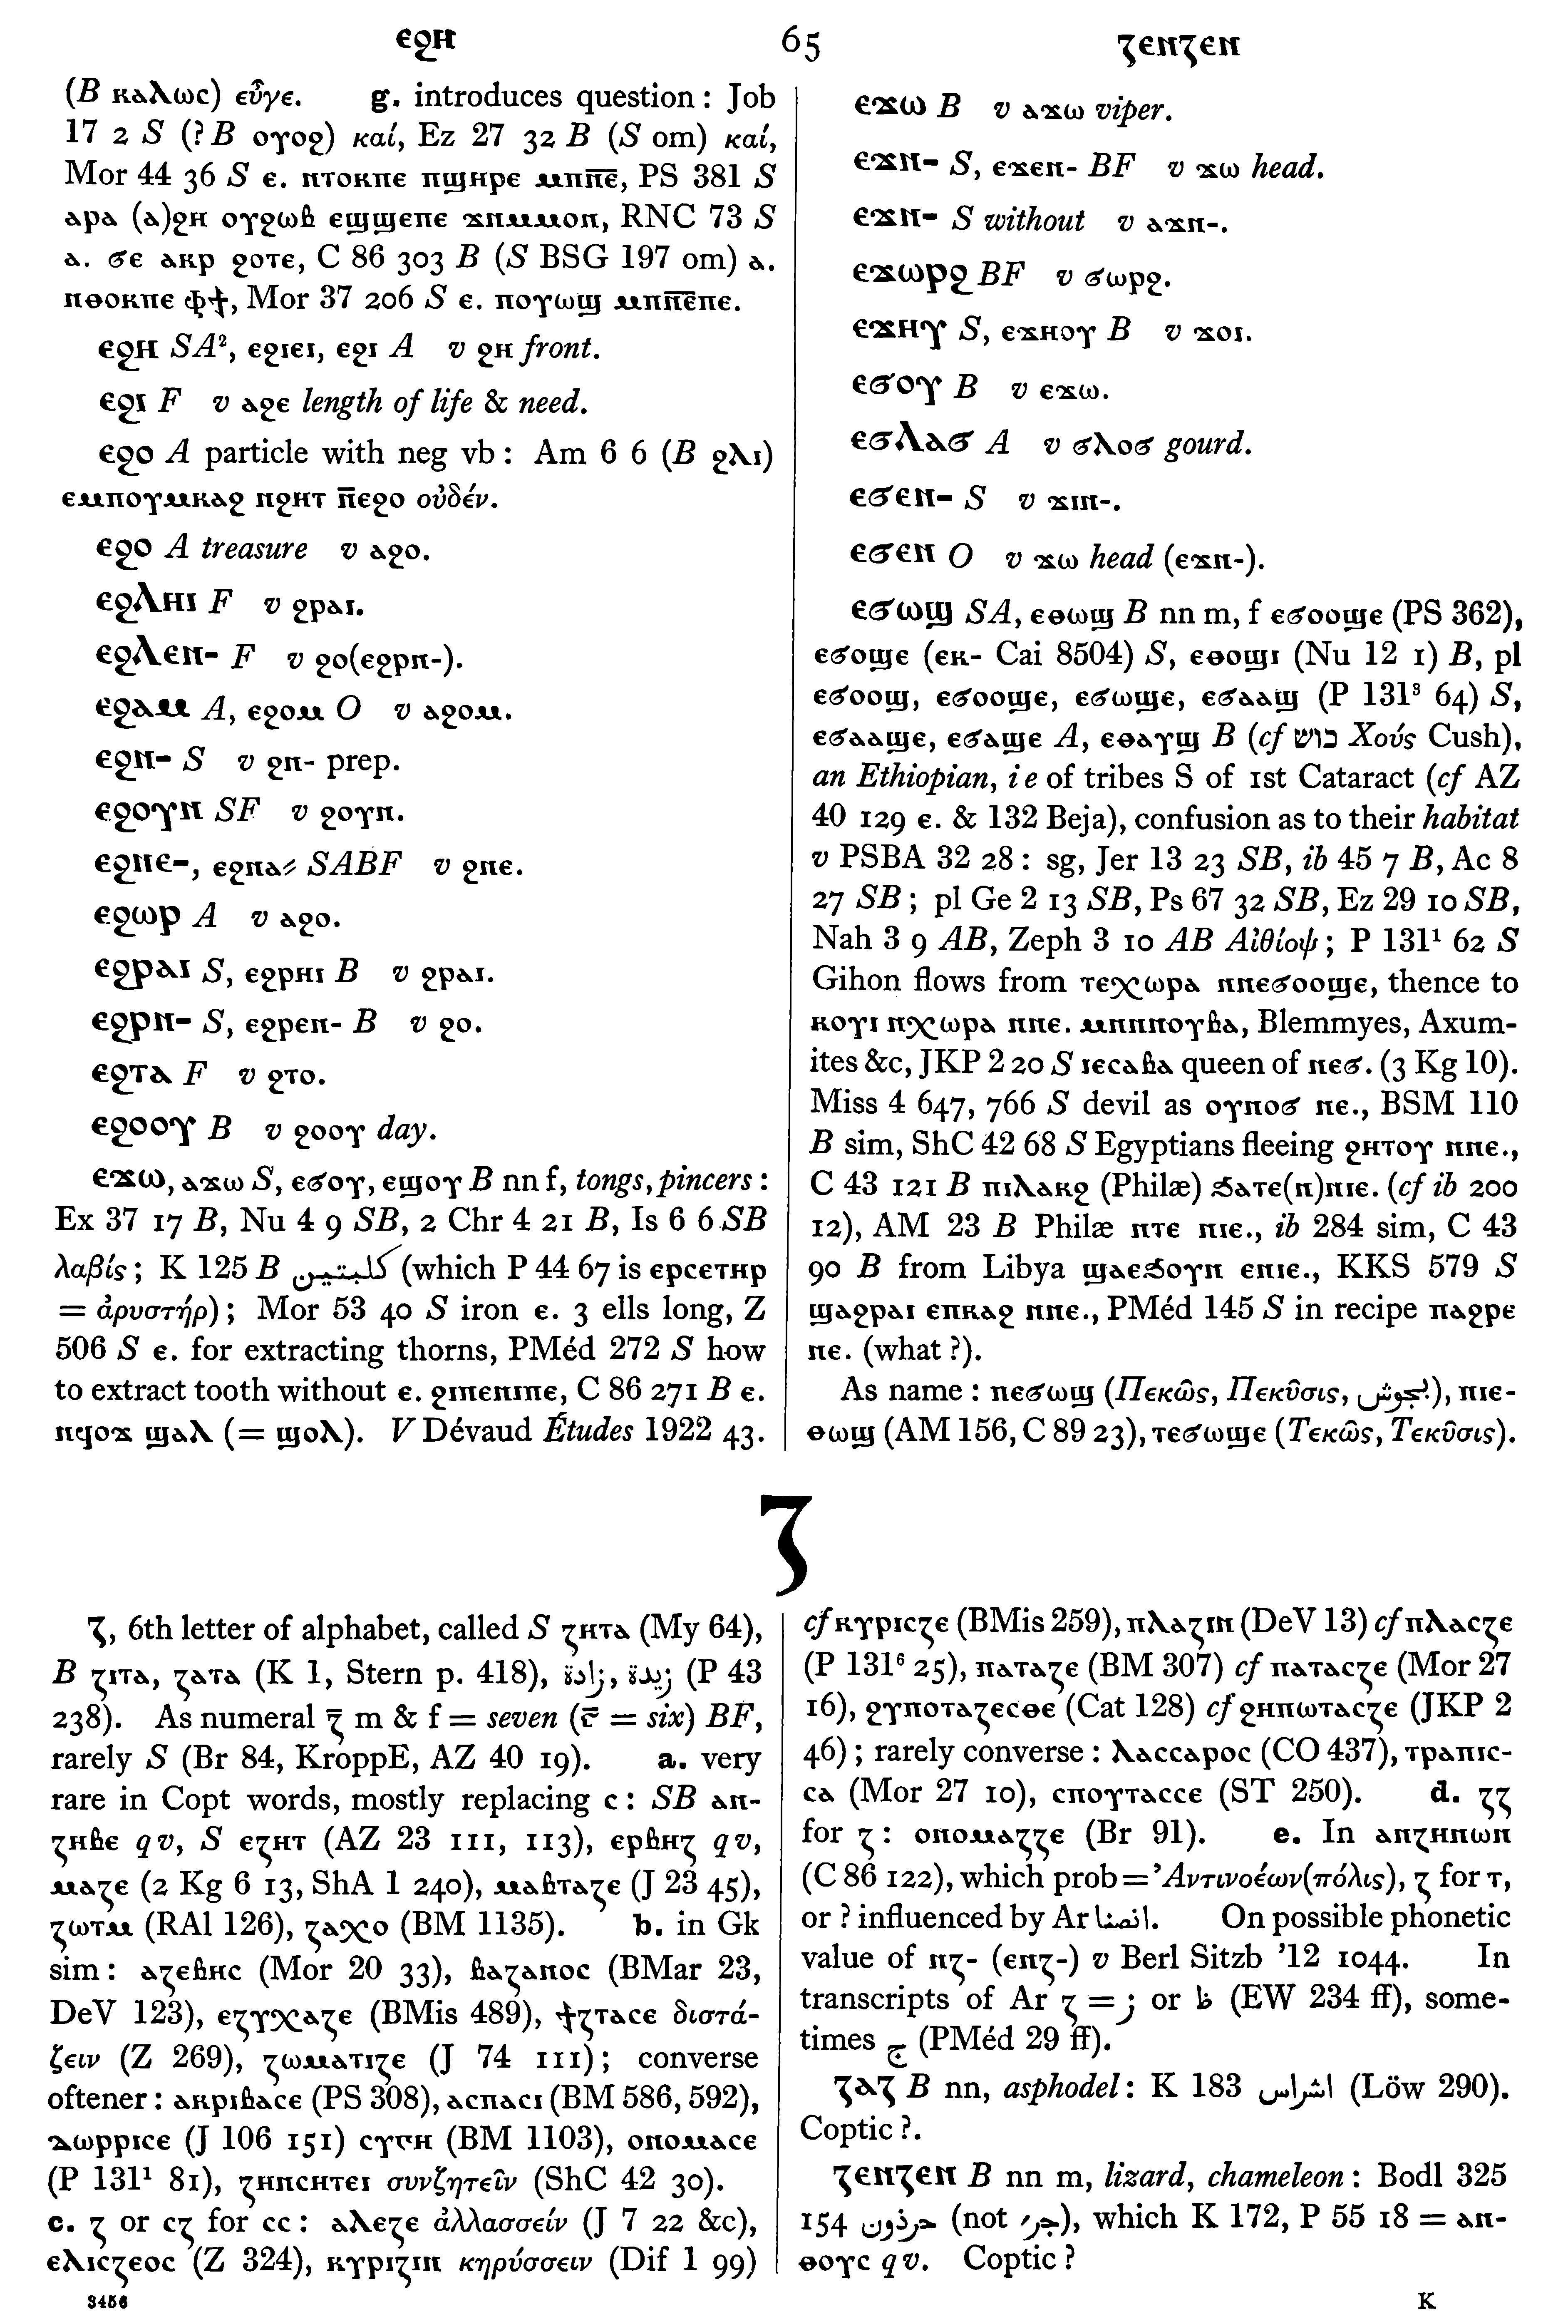 ⲉϩⲏ 65 ⲍⲉⲛⲍⲉⲛ
(B ⲕⲁⲗⲱⲥ) εὖγε. g. introduces question : Job
17 2 S (? B ⲟⲩⲟϩ) καί, Ez 27 32 B (S om) καί,
Mor 44 36 S ⲉ. ⲛⲧⲟⲕⲡⲉ ⲡϣⲏⲣⲉ ⲙⲡⲛⲟⲩⲧⲉ, PS 381 S
ⲁⲣⲁ (ⲁ)ϩⲏ ⲟⲩϩⲱⲃ ⲉϣϣⲉⲡⲉ ϫⲛⲙⲙⲟⲛ, RNC 73 S
ⲁ. ϭⲉ ⲁⲕⲣ ϩⲟⲧⲉ, C 86 303 B (S BSG 197 om) ⲁ.
ⲛⲑⲟⲕⲡⲉ ⲫϯ, Mor 37 206 S ⲉ. ⲡⲟⲩⲱϣ
ⲉϩⲏ SA², ⲉϩⲓⲉⲓ, ⲉϩⲓ A v ϩⲏ front.
ⲉϩⲓ F v ⲁϩⲉ length of life & need.
ⲉϩⲟ A particle with neg vb : Am 6 6 (B ϩⲗⲓ)
ⲉⲙⲡⲟⲩⲙⲕⲁϩ ⲛϩⲏⲧ ⲛ̅ⲉϩⲟ οὐδέν.
ⲉϩⲟ A treasure v ⲁϩⲟ.
ⲉϩⲗⲏⲓ F v ϩⲣⲁⲓ.
ⲉϩⲗⲉⲛ- F v ϩⲟ(ⲉϩⲣⲛ-).
ⲉϩⲁⲙ A, ⲉϩⲟⲙ O v ⲁϩⲟⲙ.
ⲉϩⲛ- S v ϩⲛ- prep.
ⲉϩⲟⲩⲛ SF v ϩⲟⲩⲛ.
ⲉϩⲛⲉ-, ⲉϩⲛⲁ⸗ SABF v ϩⲛⲉ.
ⲉϩⲱⲣ A v ⲁϩⲟ.
ⲉϩⲣⲁⲓ S, ⲉϩⲣⲏⲓ B v ϩⲣⲁⲓ.
ⲉϩⲣⲛ- S, ⲉϩⲣⲉⲛ- B v ϩⲟ.
ⲉϩⲧⲁ F v ϩⲧⲟ.
ⲉϩⲟⲟⲩ B v ϩⲟⲟⲩ day.
ⲉϫⲱ, ⲁϫⲱ S, ⲉϭⲟⲩ, ⲉϣⲟⲩ B nn f, tongs, pincers :
Ex 37 17 B, Nu 4 9 SB, 2 Chr 4 21 B, Is 6 6 SB
λαβίς ; K 125 B كلبتين (which P 44 67 is ⲉⲣⲥⲉⲧⲏⲣ
= ἀρυστήρ) ; Mor 53 40 S iron ⲉ. 3 ells long, Z
506 S ⲉ. for extracting thorns, PMéd 272 S how
to extract tooth without ⲉ. ϩⲓⲡⲉⲛⲓⲡⲉ, C 86 271 B ⲉ.
ⲛϥⲟϫ ϣⲁⲗ (= ϣⲟⲗ). V Dévaud Études 1922 43.
ⲉϫⲱ B v ⲁϫⲱ viper.
ⲉϫⲛ- S, ⲉϫⲉⲛ- BF v ϫⲱ head.
ⲉϫⲛ- S without v ⲁϫⲛ-.
ⲉϫⲱⲣϩ BF v ϭⲱⲣϩ.
ⲉϫⲏⲩ S, ⲉϫⲏⲟⲩ B v ϫⲟⲓ.
ⲉϭⲟⲩ B v ⲉϫⲱ.
ⲉϭⲗⲁϭ A v ϭⲗⲟϭ gourd.
ⲉϭⲉⲛ- S v ϫⲓⲛ-.
ⲉϭⲉⲛ O v ϫⲱ head (ⲉϫⲛ-).
ⲉϭⲱϣ SA, ⲉⲑⲱϣ B nn m, f ⲉϭⲟⲟϣⲉ (PS 362),
ⲉϭⲟϣⲉ (ⲉⲕ- Cai 8504) S, ⲉⲑⲟϣⲓ (Nu 12 1) B, pl
ⲉϭⲟⲟϣ, ⲉϭⲟⲟϣⲉ, ⲉϭⲱϣⲉ, ⲉϭⲁⲁϣ (P 131³ 64) S,
ⲉϭⲁⲁϣⲉ, ⲉϭⲁϣⲉ A, ⲉⲑⲁⲩϣ B (cf כושׁ Χούς Cush),
an Ethiopian, i e of tribes S of 1st Cataract (cf AZ
40 129 ⲉ. & 132 Beja), confusion as to their habitat
v PSBA 32 28 : sg, Jer 13 23 SB, ib 45 7 B, Ac 8
27 SB ; pl Ge 2 13 SB, Ps 67 32 SB, Ez 29 10 SB,
Nah 3 9 AB, Zeph 3 10 AB Αἰθίοψ ; P 131¹ 62 S
Gihon flows from ⲧⲉⲭⲱⲣⲁ ⲛⲛⲉϭⲟⲟϣⲉ, thence to
ⲕⲟⲩⲓ ⲛⲭⲱⲣⲁ ⲛⲛⲉ. ⲙⲛⲛⲛⲟⲩⲃⲁ, Blemmyes, Axum-
ites &c, JKP 2 20 S ⲓⲉⲥⲁⲃⲁ queen of ⲛⲉϭ. (3 Kg 10).
Miss 4 647, 766 S devil as ⲟⲩⲛⲟϭ ⲛⲉ., BSM 110
B sim, ShC 42 68 S Egyptians fleeing ϩⲏⲧⲟⲩ ⲛⲛⲉ.,
C 43 121 B ⲡⲓⲗⲁⲕϩ (Philæ) ϧⲁⲧⲉ(ⲛ)ⲛⲓⲉ. (cf ib 200
12), AM 23 B Philæ ⲛⲧⲉ ⲛⲓⲉ., ib 284 sim, C 43
90 B from Libya ϣⲁⲉϧⲟⲩⲛ ⲉⲛⲓⲉ., KKS 579 S
ϣⲁϩⲣⲁⲓ ⲉⲡⲕⲁϩ ⲛⲛⲉ., PMéd 145 S in recipe ⲡⲁϩⲣⲉ
ⲛⲉ. (what ?).
As name : ⲡⲉϭⲱϣ (Πεκῶς, Πεκῦσις, بجوش), ⲡⲓⲉ-
ⲑⲱϣ (AM 156, C 89 23), ⲧⲉϭⲱϣⲉ (Τεκῶς, Τεκῦσις).
ⲍ
ⲍ, 6th letter of alphabet, called S ⲍⲏⲧⲁ (My 64),
B ⲍⲓⲧⲁ, ⲍⲁⲧⲁ (K 1, Stern p. 418), زادة, زيدة (P 43
238). As numeral ⲍ̅ m & f = seven (ⲋ̅ = six) BF,
rarely S (Br 84, KroppE, AZ 40 19). a. very
rare in Copt words, mostly replacing ⲥ : SB ⲁⲛ-
ⲍⲏⲃⲉ q v, S ⲉⲍⲏⲧ (AZ 23 111, 113), ⲉⲣⲃⲏⲍ q v,
ⲙⲁⲍⲉ (2 Kg 6 13, ShA 1 240), ⲙⲁⲃⲧⲁⲍⲉ (J 23 45),
ⲍⲱⲧⲙ (RAl 126), ⲍⲁⲭⲟ (BM 1135). b. in Gk
sim : ⲁⲍⲉⲃⲏⲥ (Mor 20 33), ⲃⲁⲍⲁⲛⲟⲥ (BMar 23,
DeV 123), ⲉⲍⲩⲭⲁⲍⲉ (BMis 489), ϯⲍⲧⲁⲥⲉ διστά-
ζειν (Z 269), ⲍⲱⲙⲁⲧⲓⲍⲉ (J 74 111) ; converse
oftener : ⲁⲕⲣⲓⲃⲁⲥⲉ (PS 308), ⲁⲥⲡⲁⲥⲓ (BM 586, 592),
ⲇⲱⲣⲣⲓⲥⲉ (J 106 151) ⲥⲩⲅⲏ (BM 1103), ⲟⲛⲟⲙⲁⲥⲉ
(P 131¹ 81), ⲍⲏⲛⲥⲏⲧⲉⲓ συνζητεῖν (ShC 42 30).
c. ⲍ or ⲥⲍ for ⲥⲥ : ⲁⲗⲉⲍⲉ ἀλλασσείν (J 7 22 &c),
ⲉⲗⲓⲥⲍⲉⲟⲥ (Z 324), ⲕⲩⲣⲓⲍⲓⲛ κηρύσσειν (Dif 1 99)
cf ⲕⲩⲣⲓⲥⲍⲉ (BMis 259), ⲡⲗⲁⲍⲓⲛ (DeV 13) cf ⲡⲗⲁⲥⲍⲉ
(P 131⁶ 25), ⲡⲁⲧⲁⲍⲉ (BM 307) cf ⲡⲁⲧⲁⲥⲍⲉ (Mor 27
16), ϩⲩⲡⲟⲧⲁⲍⲉⲥⲑⲉ (Cat 128) cf ϩⲏⲡⲱⲧⲁⲥⲍⲉ (JKP 2
46) ; rarely converse : ⲗⲁⲥⲥⲁⲣⲟⲥ (CO 437), ⲧⲣⲁⲡⲓⲥ-
ⲥⲁ (Mor 27 10), ⲥⲡⲟⲩⲧⲁⲥⲥⲉ (ST 250). d. ⲍⲍ
for ⲍ : ⲟⲛⲟⲙⲁⲍⲍⲉ (Br 91). e. In ⲁⲛⲍⲏⲛⲱⲛ
(C 86 122), which prob = Ἀντινοέων(πόλις), ⲍ for ⲧ,
or ? influenced by Ar انصنا. On possible phonetic
value of ⲛⲍ- (ⲉⲛⲍ-) v Berl Sitzb '12 1044. In
transcripts of Ar ⲍ = ز or ظ (EW 234 ff), some-
times ج (PMéd 29 ff).
ⲍⲁⲍ B nn, asphodel : K 183 اشراس (Löw 290).
Coptic ?.
ⲍⲉⲛⲍⲉⲛ B nn m, lizard, chameleon : Bodl 325
154 حرذون (not جرر), which K 172, P 55 18 = ⲁⲛ-
ⲑⲟⲩⲥ q v. Coptic ?
3456 K